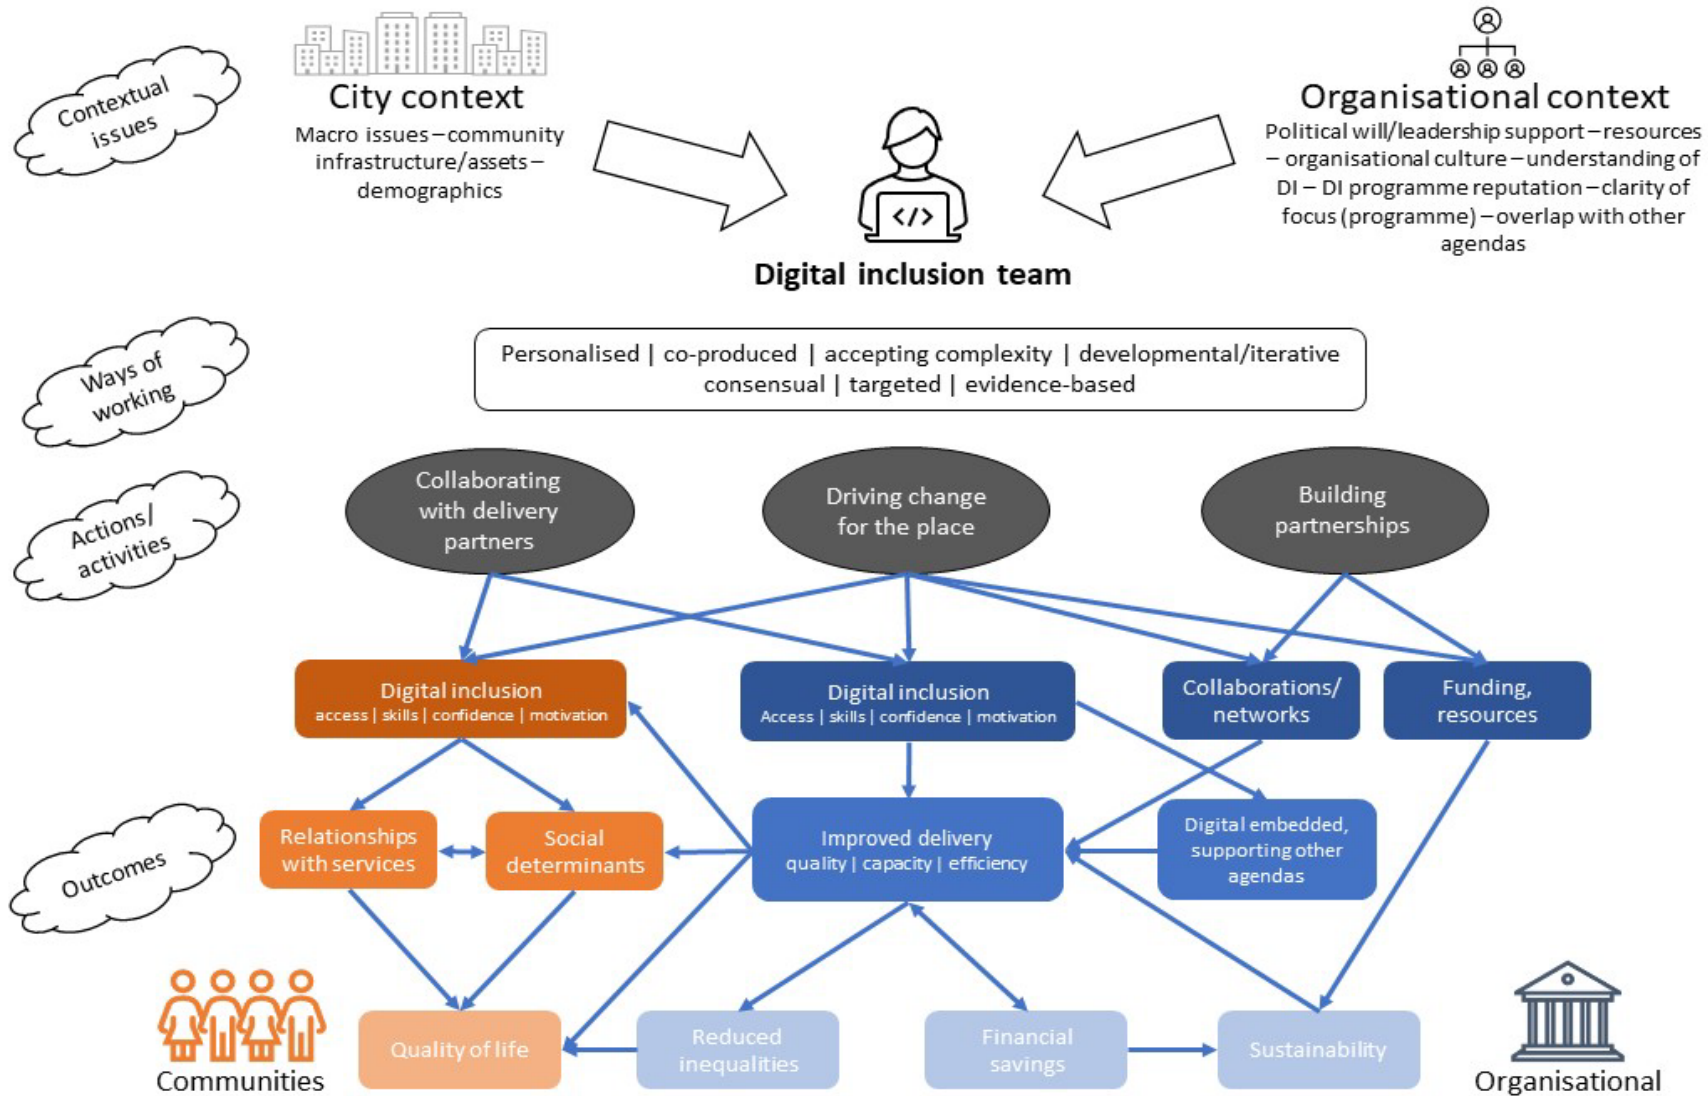 Contextual
issues
City context
Macro issues – community
infrastructure/assets –
demographics
</>
Digital inclusion team
Organisational context
Political will/leadership support – resources
– organisational culture – understanding of
DI – DI programme reputation – clarity of
focus (programme) – overlap with other
agendas
Ways of
working
Personalised | co-produced | accepting complexity | developmental/iterative
consensual | targeted | evidence-based
Actions/
activities
Collaborating
with delivery
partners
Driving change
for the place
Building
partnerships
Digital inclusion
access | skills | confidence | motivation
Digital inclusion
Access | skills | confidence | motivation
Collaborations/
networks
Funding,
resources
Outcomes
Relationships
with services
Social
determinants
Improved delivery
quality | capacity | efficiency
Digital embedded,
supporting other
agendas
Communities
Quality of life
Reduced
inequalities
Financial
savings
Sustainability
Organisational